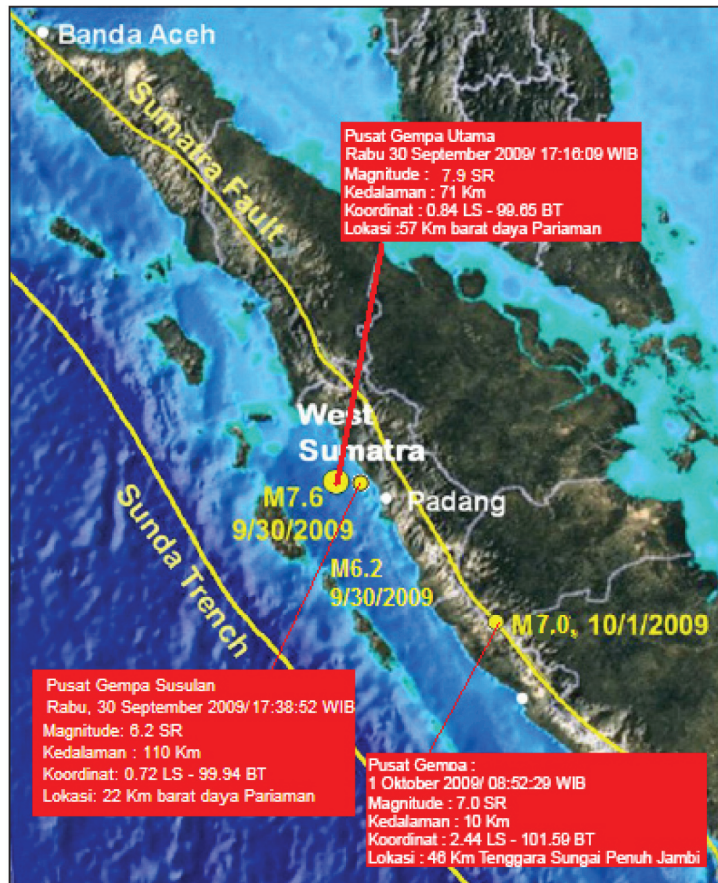 Banda Aceh
Sumatra Fault
Pusat Gempa Utama
Rabu 30 September 2009/ 17:16:09 WIB
Magnitude : 7.9 SR
Kedalaman : 71 Km
Koordinat : 0.84 LS - 99.65 BT
Lokasi :57 Km barat daya Pariaman
West
Sumatra
M7.6
9/30/2009
Padang
Sunda Trench
M6.2
9/30/2009
M7.0, 10/1/2009
Pusat Gempa Susulan
Rabu, 30 September 2009/17:38:52 WIB
Magnitude: 6.2 SR
Kedalaman : 110 Km
Koordinat: 0.72 LS - 99.94 BT
Lokasi: 22 Km barat daya Pariaman
Pusat Gempa :
1 Oktober 2009/ 08:52:29 WIB
Magnitude : 7.0 SR
Kedalaman : 10 Km
Koordinat : 2.44 LS - 101.59 BT
Lokasi : 46 Km Tenggara Sungai Penuh Jambi